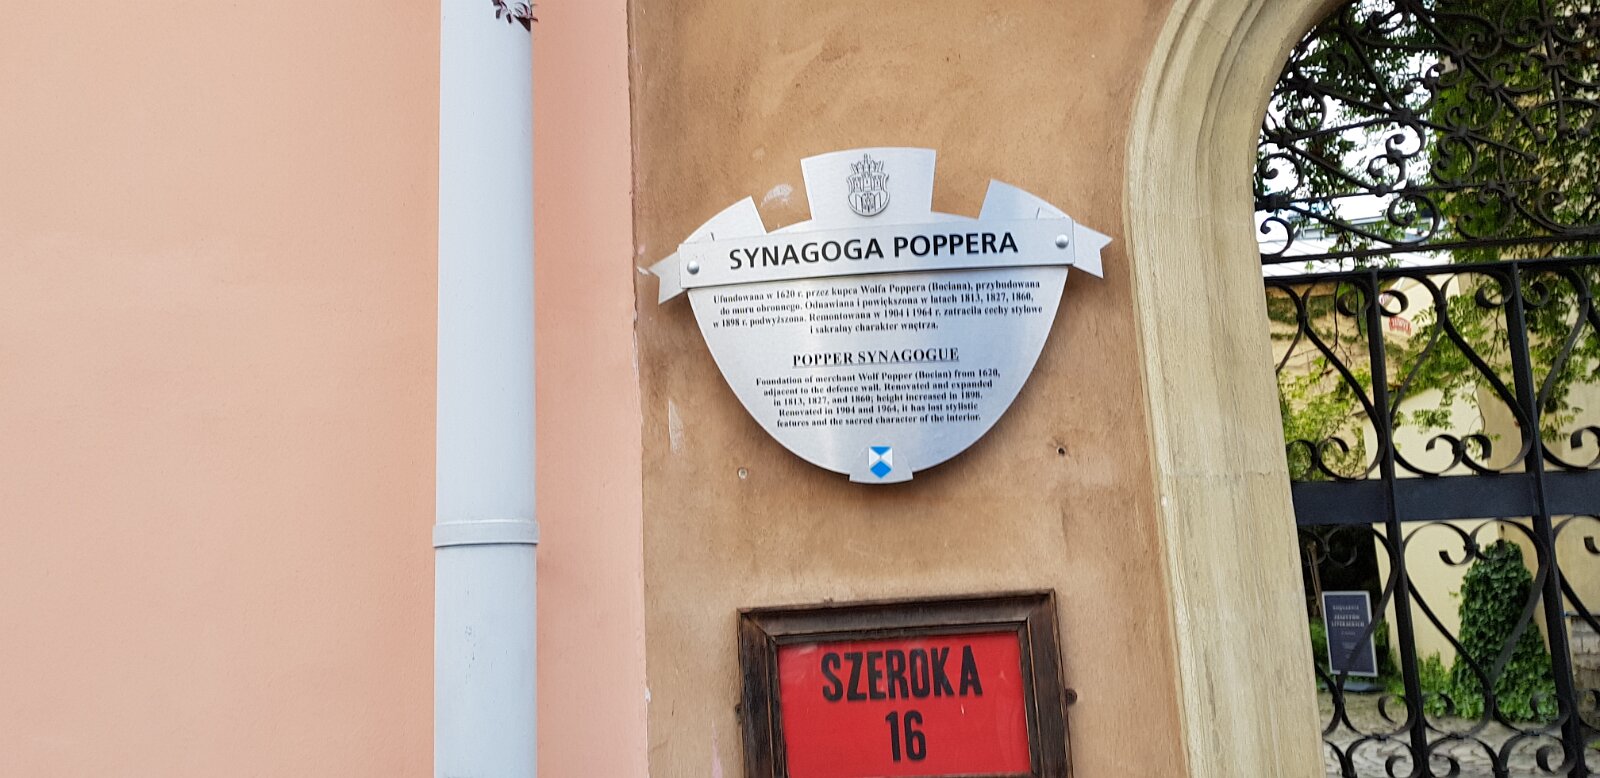 SYNAGOGA POPPERA
Ufundowana w 1620 r. przez kupca Wolfa Poppera (Bociana), przybudowana
do muru obronnego. Odnawiana i powiększona w latach 1813, 1827, 1860,
w 1898 r. podwyższona. Remontowana w 1904 i 1964 r. zatraciła cechy stylowe
i sakralny charakter wnętrza.
POPPER SYNAGOGUE
Foundation of merchant Wolf Popper (Bocian) from 1620,
adjacent to the defence wall. Renovated and expanded
in 1813, 1827, and 1860; height increased in 1898.
Renovated in 1904 and 1964, it has lost stylistic
features and the sacred character of the interior.
SZEROKA
16